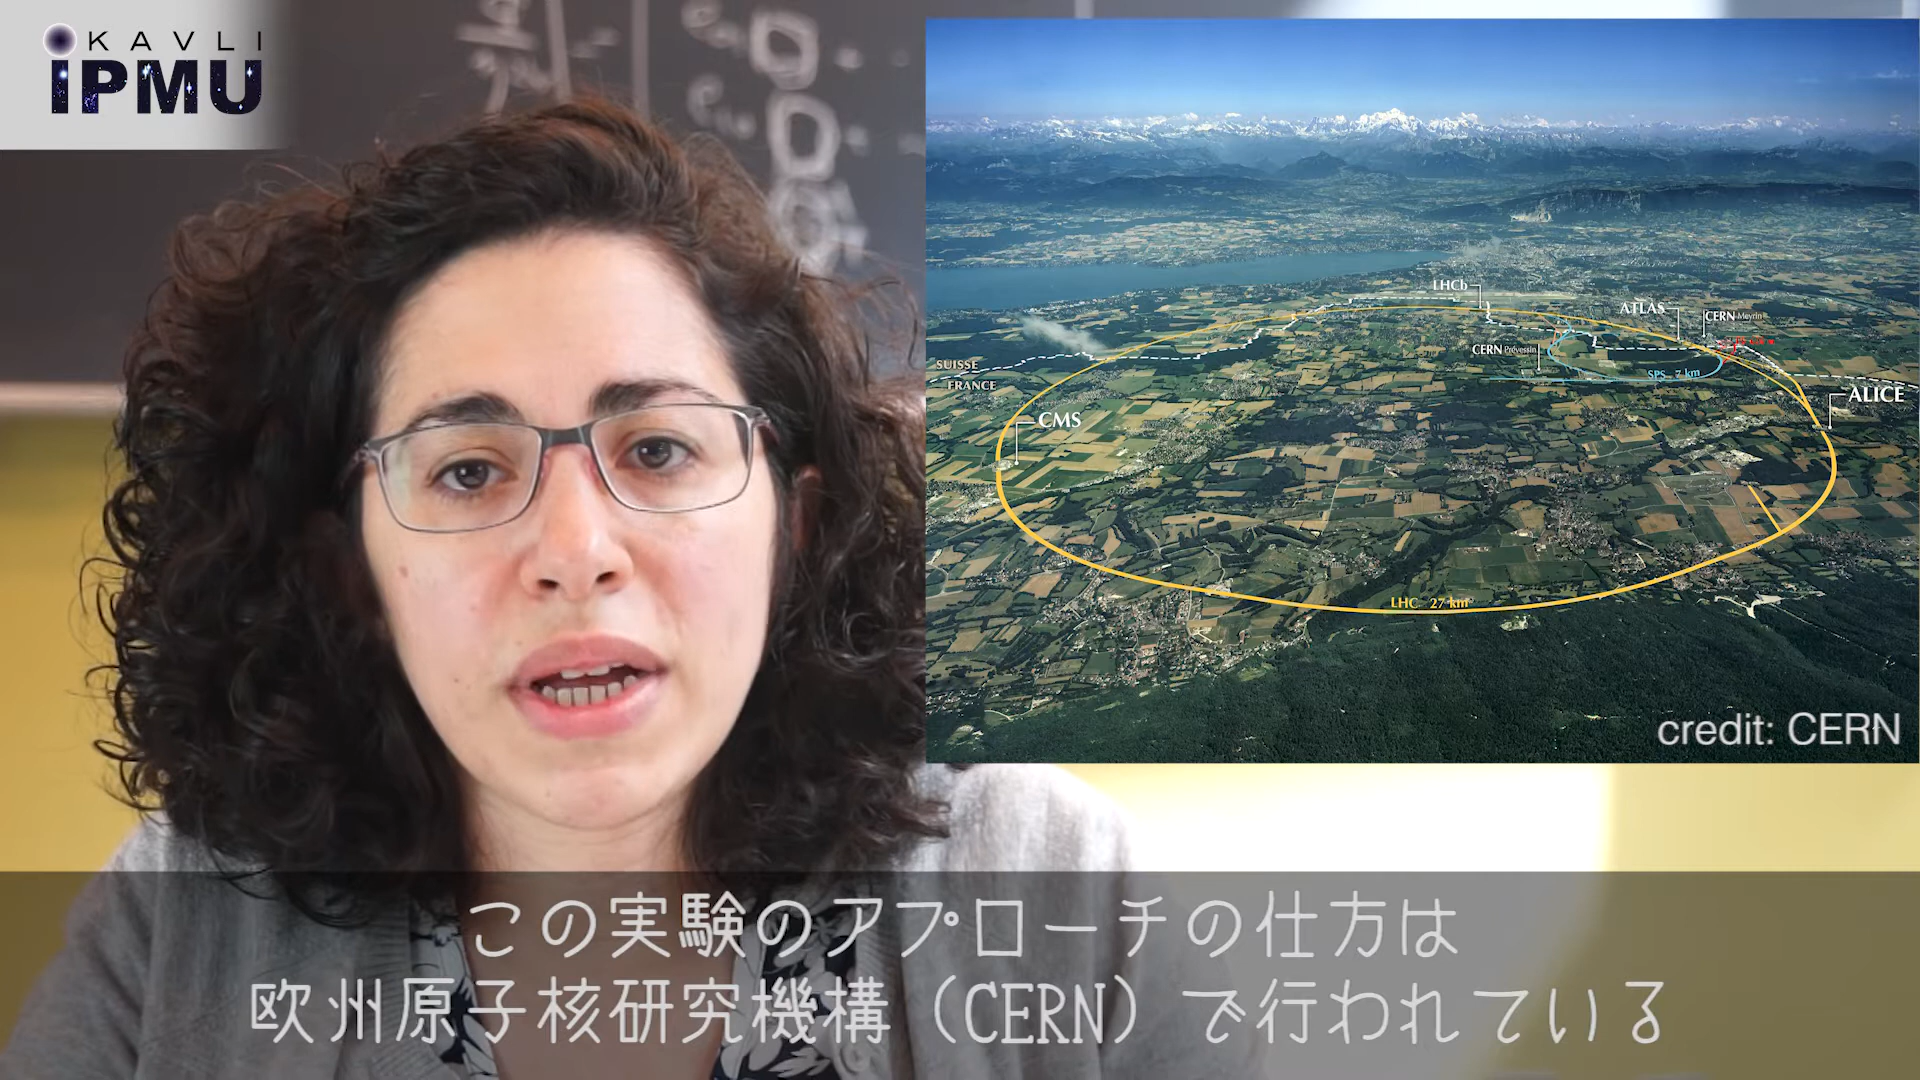 KAVLI
iPMU
LHCb
ATLAS
CERN Meyrin
CERN Prévessin
SUISSE
FRANCE
SPS 7 km
ALICE
CMS
LHC 27 km
credit: CERN
この実験のアプローチの仕方は
欧州原子核研究機構（CERN）で行われている